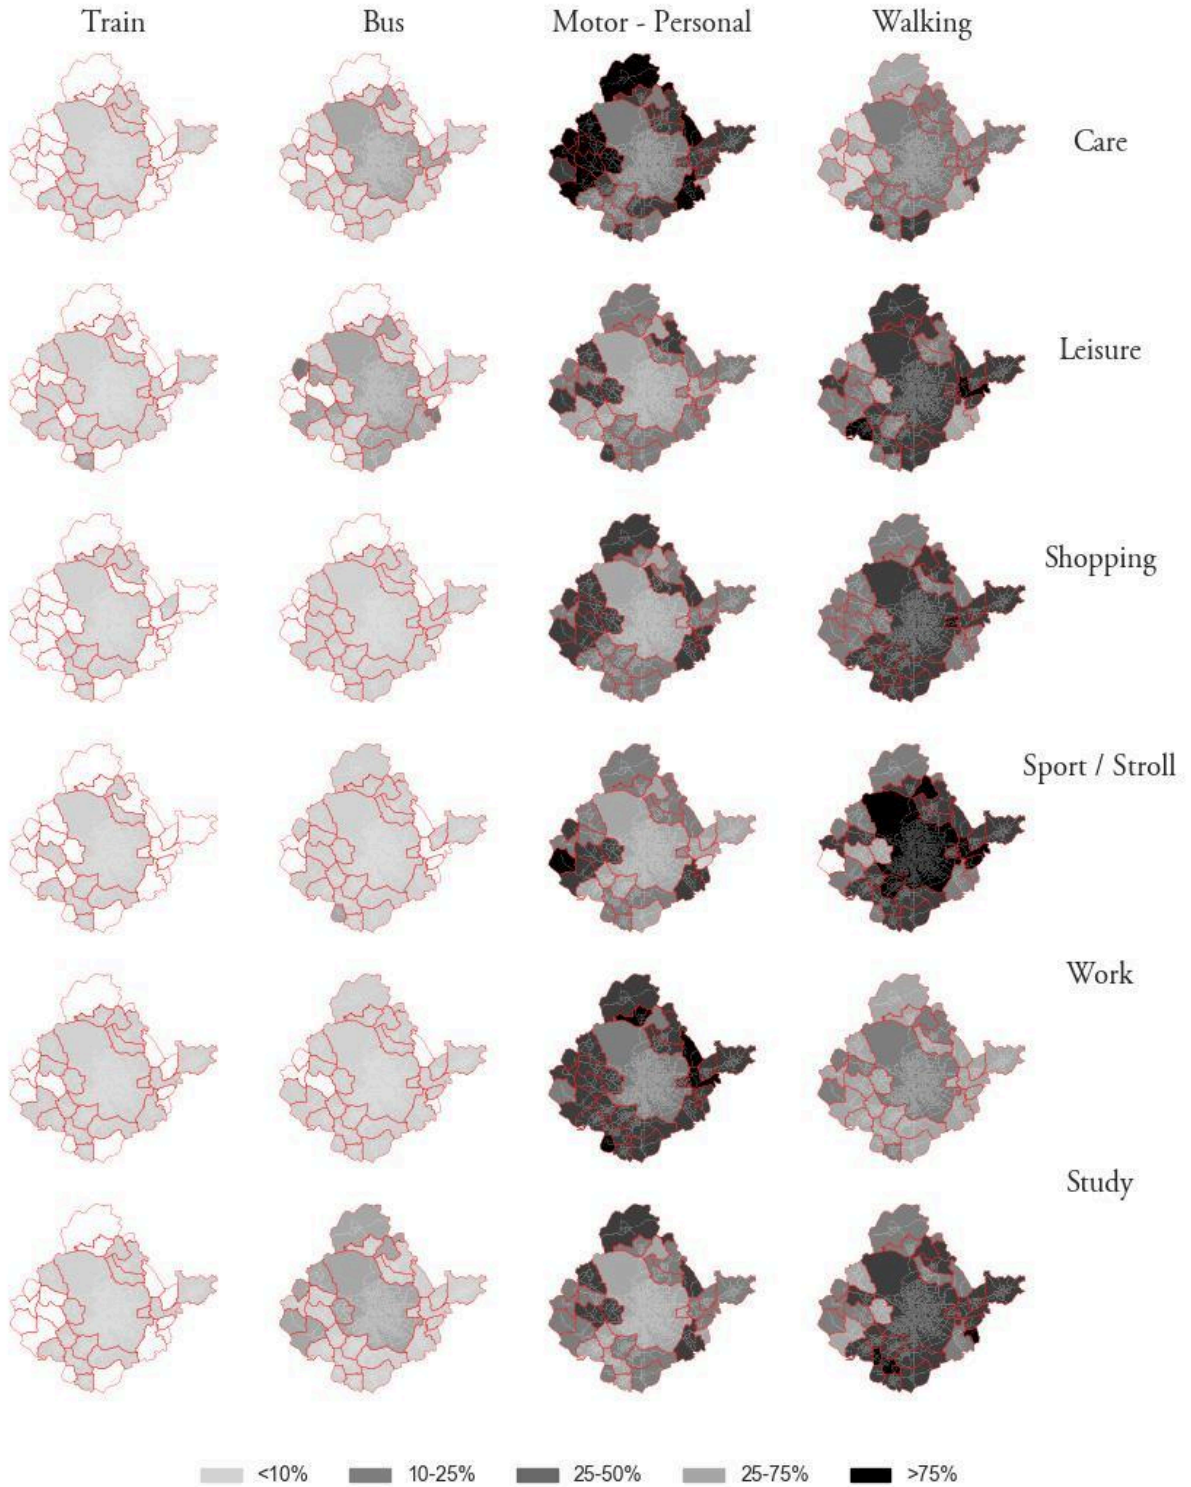 Train Bus Motor - Personal Walking
Care
Leisure
Shopping
Sport / Stroll
Work
Study
<10% 10-25% 25-50% 25-75% >75%